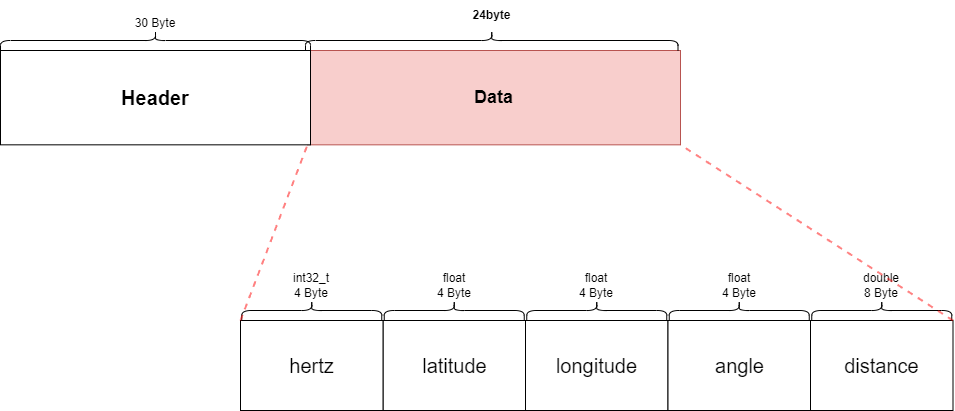 30 Byte
24byte
Header
Data
int32_t
4 Byte
float
4 Byte
float
4 Byte
float
4 Byte
double
8 Byte
hertz
latitude
longitude
angle
distance